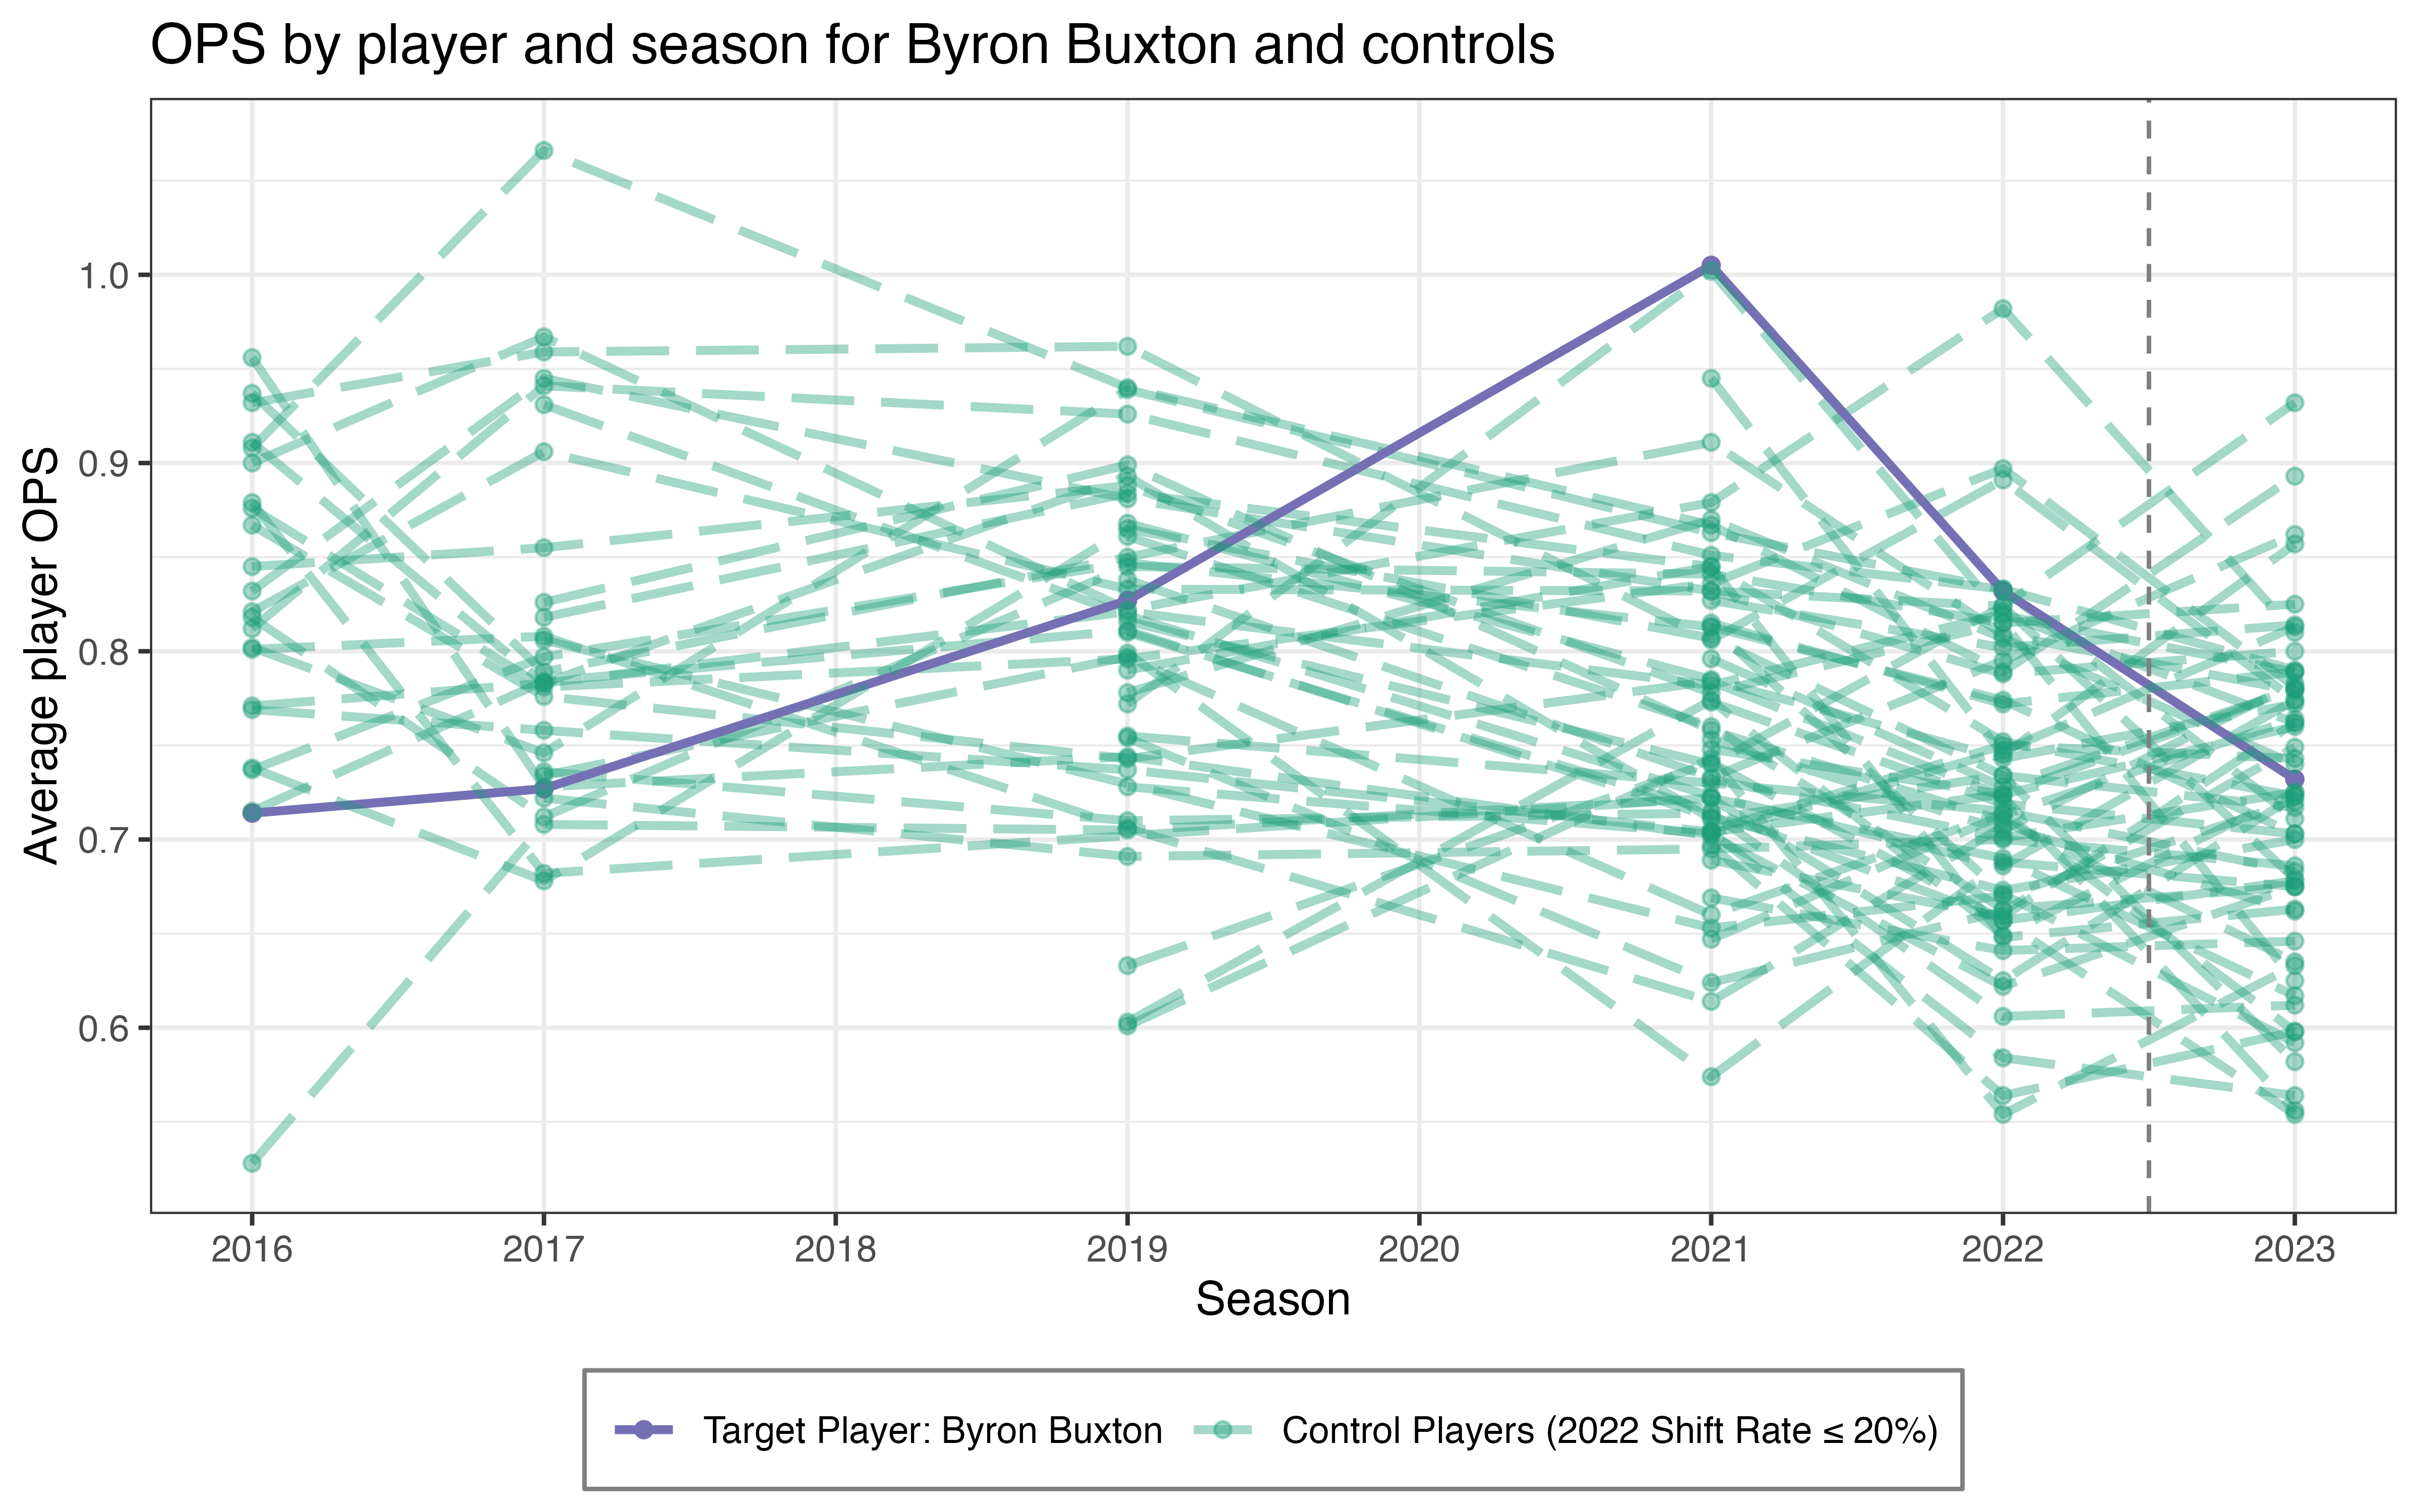 OPS by player and season for Byron Buxton and controls
Average player OPS
1.0
0.9
0.8
0.7
0.6
2016 2017 2018 2019 2020 2021 2022 2023
Season
Target Player: Byron Buxton Control Players (2022 Shift Rate ≤ 20%)